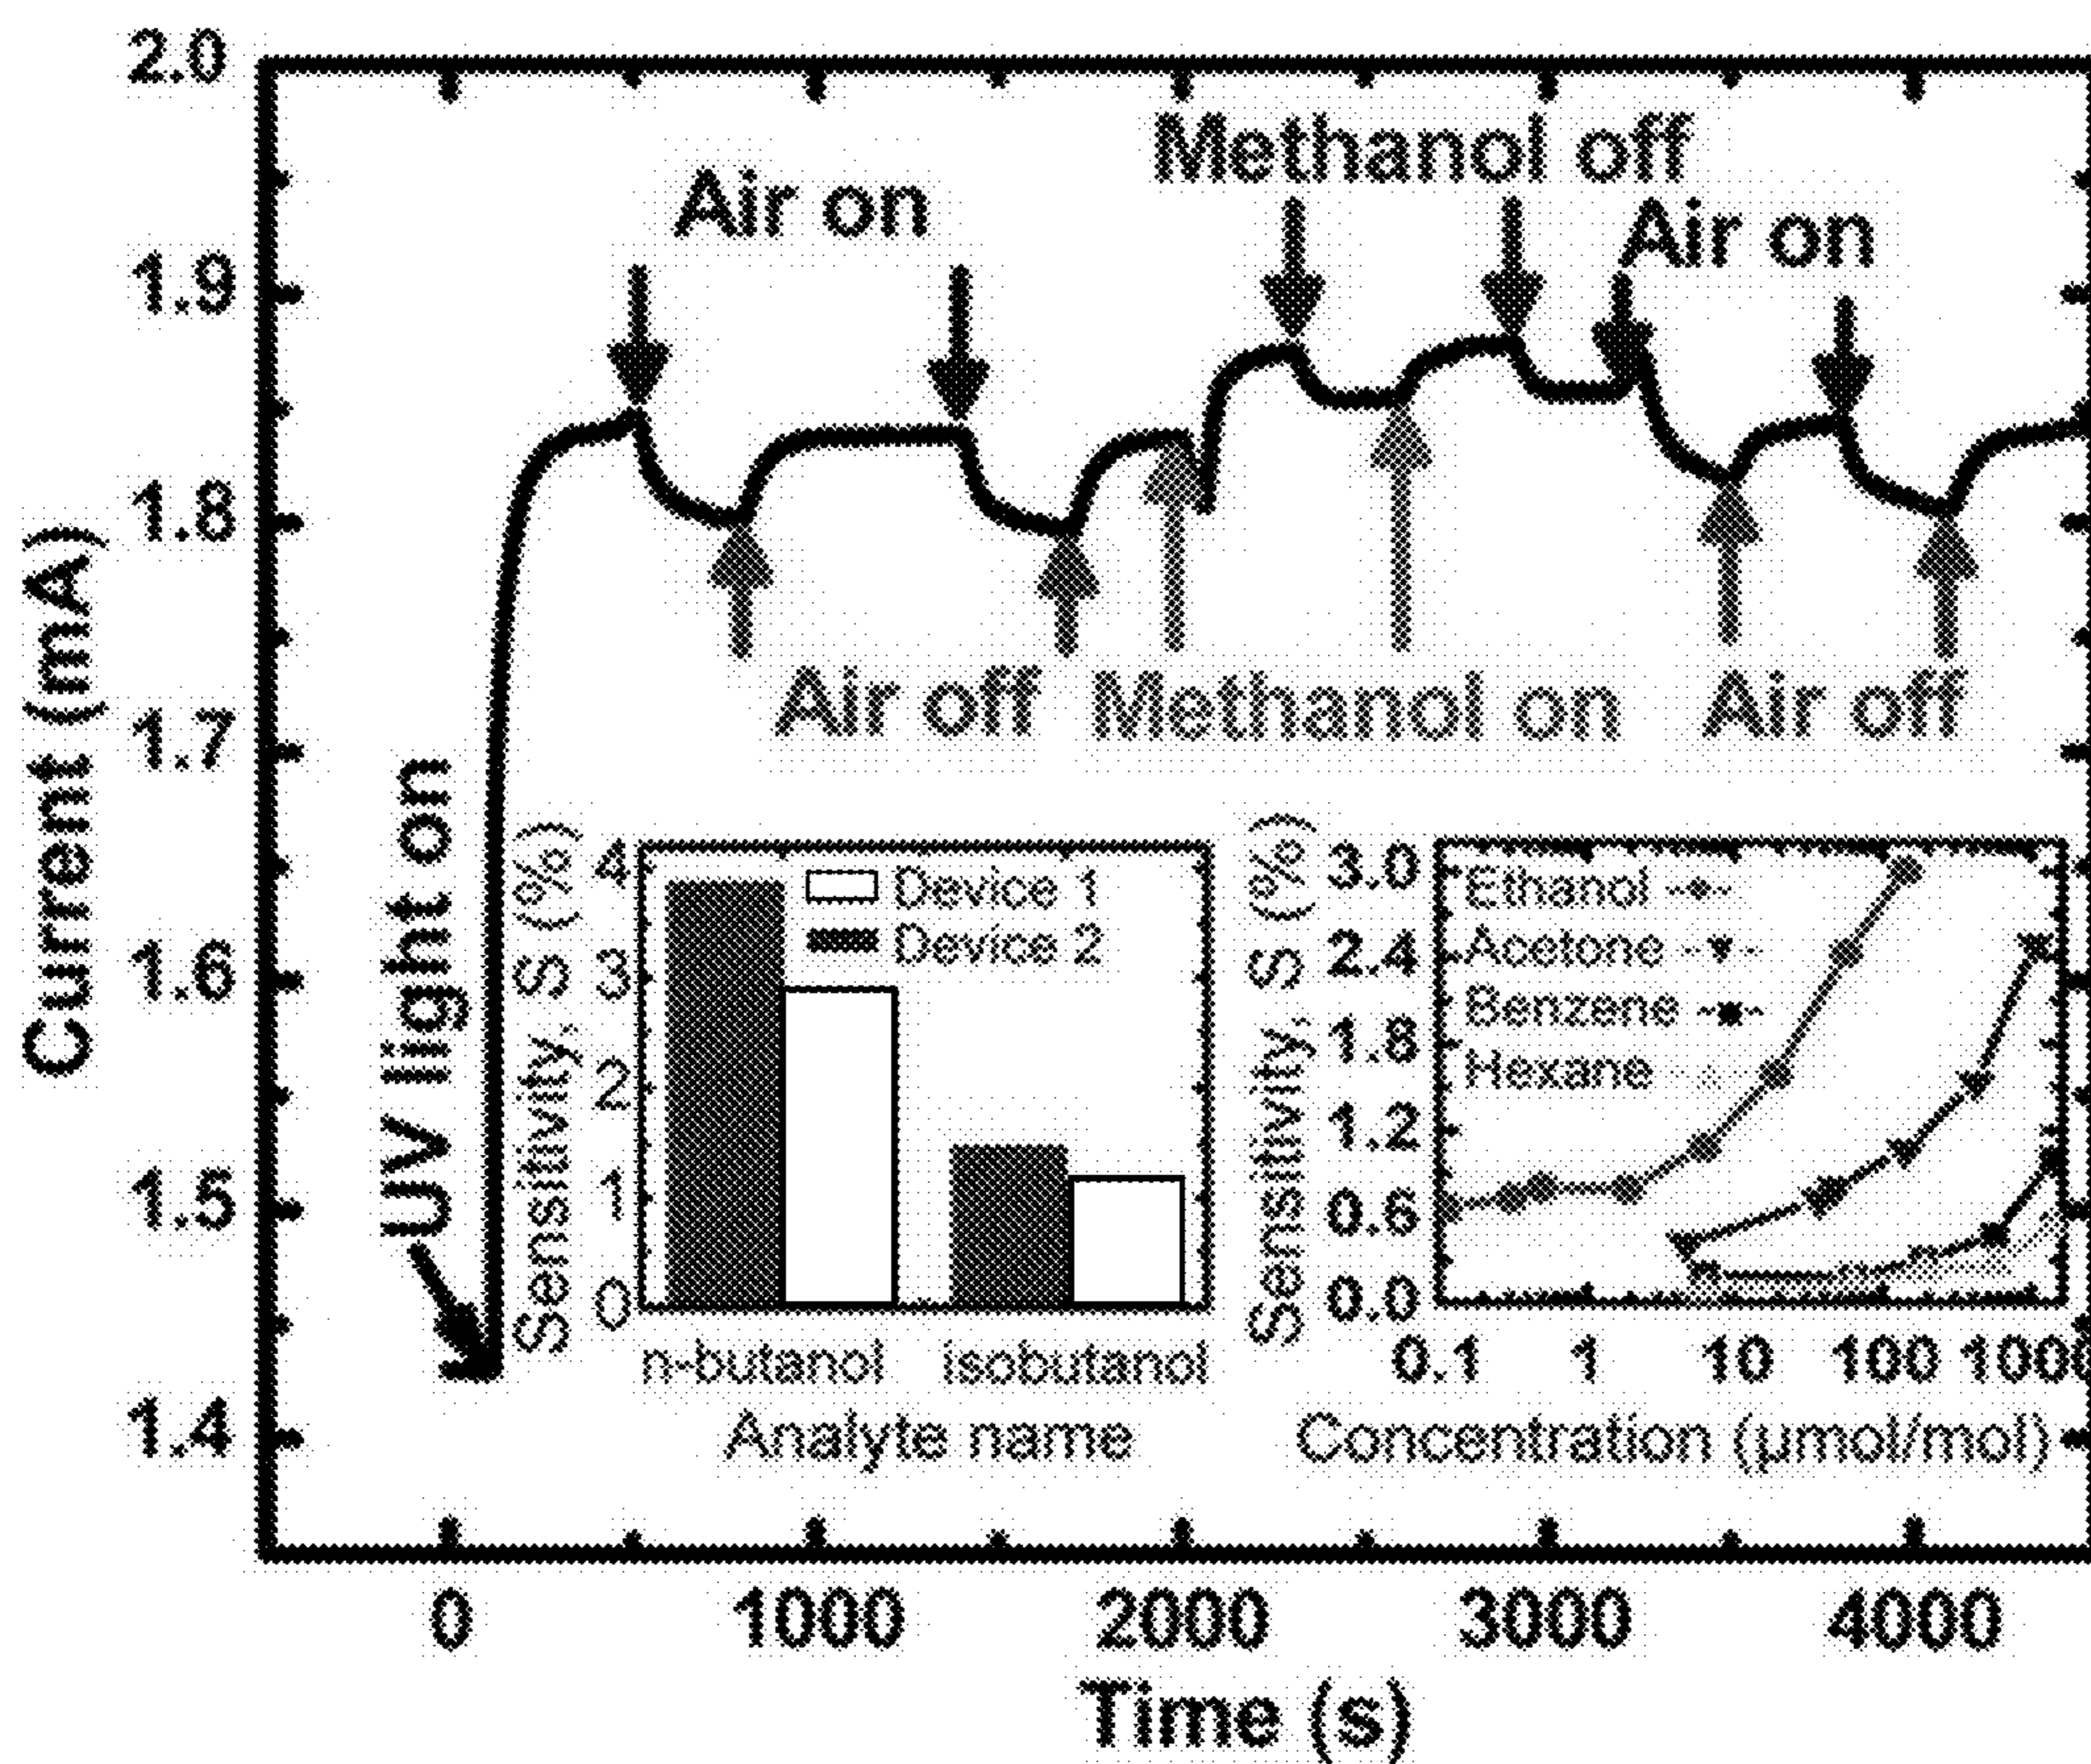 2.0
1.9
1.8
1.7
1.6
1.5
1.4
Current (mA)
Air on
Methanol off
Air on
Air off
Methanol on
Air off
UV light on
Sensitivity, S (%)
4
3
2
1
0
Device 1
Device 2
n-butanol
isobutanol
Analyte name
Sensitivity, S (%)
3.0
2.4
1.8
1.2
0.6
0.0
Ethanol
Acetone
Benzene
Hexane
0.1
1
10
100
1000
Concentration (μmol/mol)
0
1000
2000
3000
4000
Time (s)